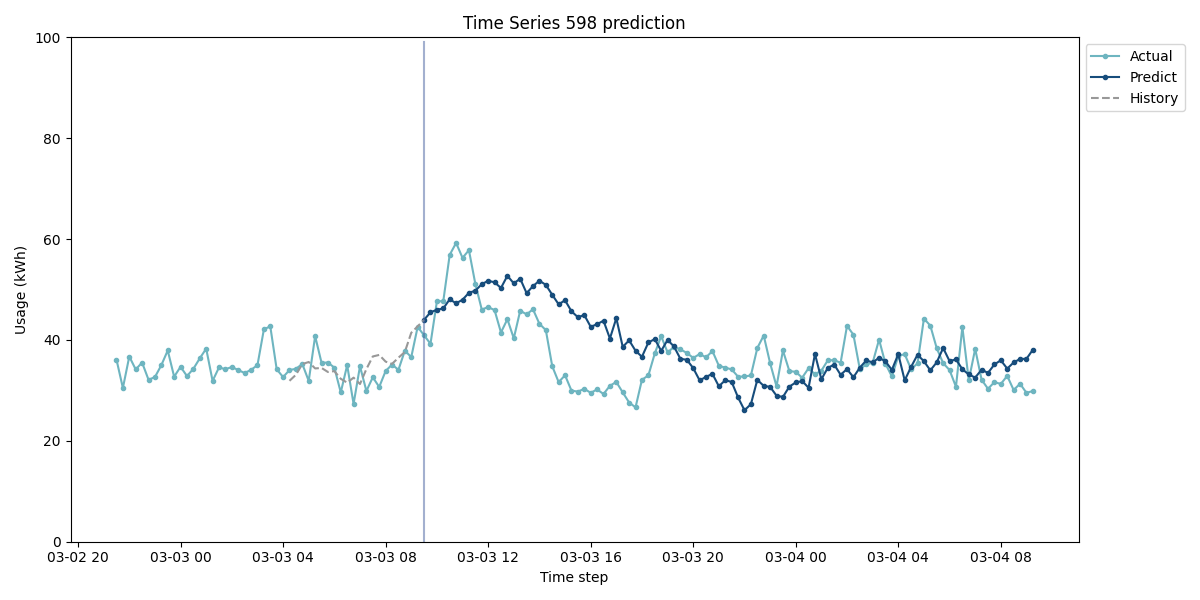 Time Series 598 prediction
100
80
60
40
20
0
Usage (kWh)
03-02 20
03-03 00
03-03 04
03-03 08
03-03 12
03-03 16
03-03 20
03-04 00
03-04 04
03-04 08
Time step
Actual
Predict
History